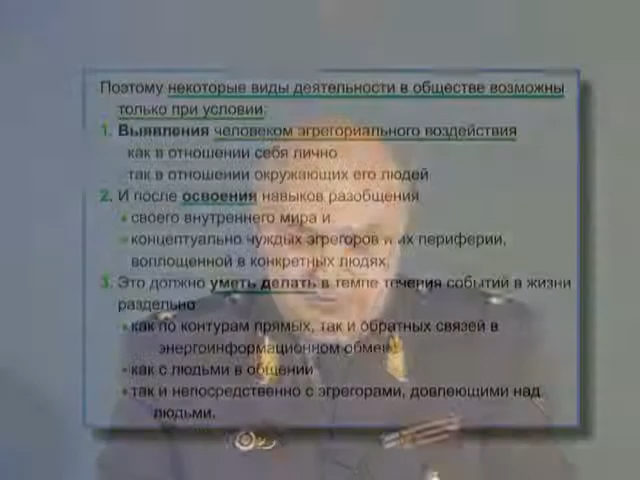 Поэтому некоторые виды деятельности в обществе возможны
только при условии:
1. Выявления человеком эгрегориального воздействия
как в отношении себя лично
так в отношении окружающих его людей
2. И после освоения навыков разобщения
• своего внутреннего мира и
• концептуально чуждых эгрегоров и их периферии,
воплощенной в конкретных людях.
3. Это должно уметь делать в темпе течения событий в жизни
раздельно
• как по контурам прямых, так и обратных связей в
энергоинформационном обмене
• как с людьми в общении
• так и непосредственно с эгрегорами, довлеющими над
людьми.